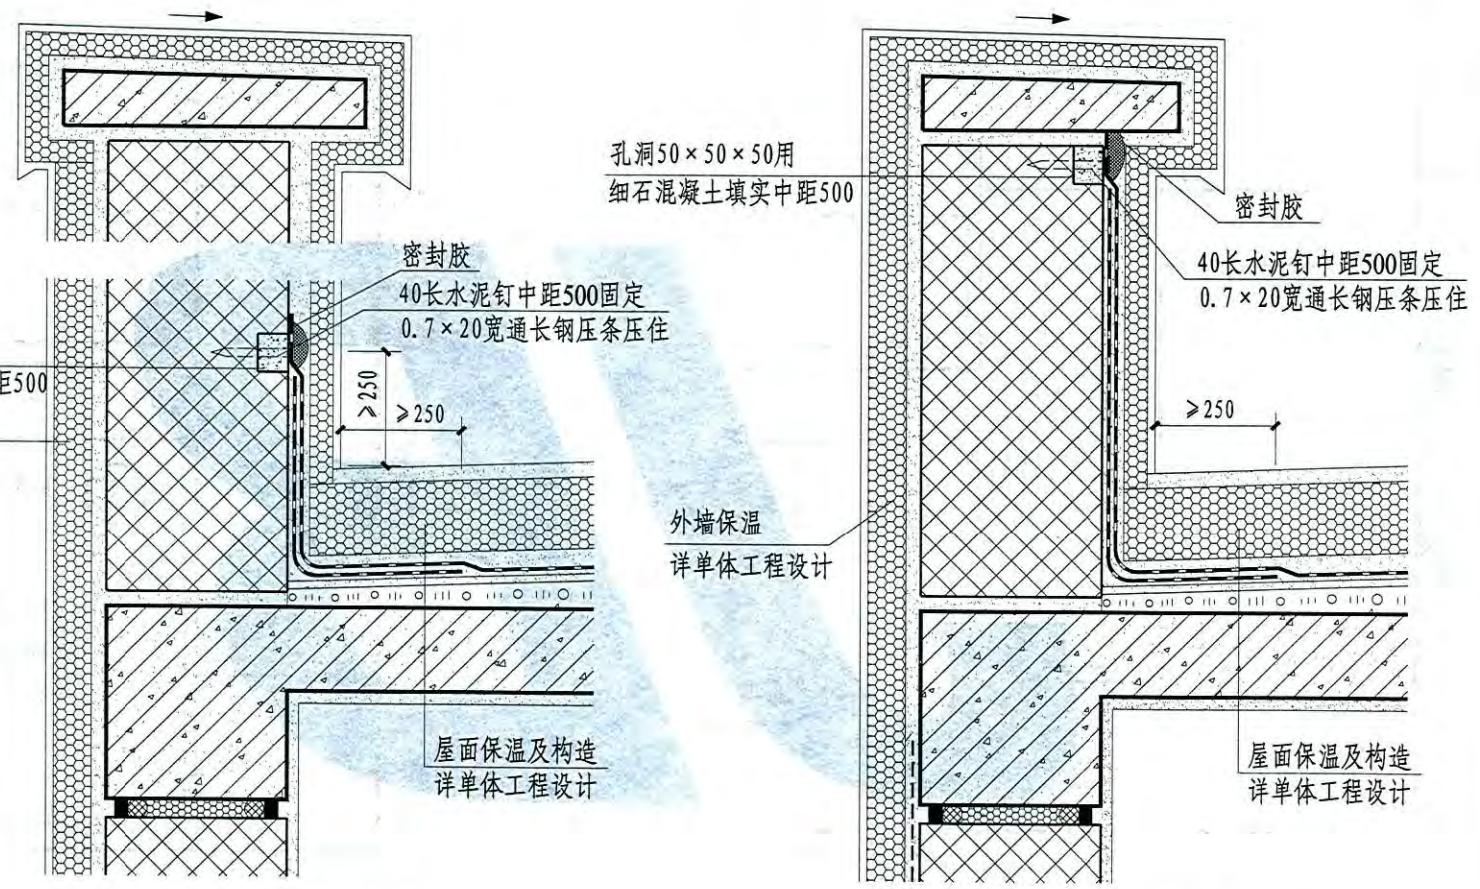 密封胶
40长水泥钉中距500固定
0.7×20宽通长钢压条压住
距500
≥250
≥250
屋面保温及构造
详单体工程设计
孔洞50×50×50用
细石混凝土填实中距500
密封胶
40长水泥钉中距500固定
0.7×20宽通长钢压条压住
≥250
外墙保温
详单体工程设计
屋面保温及构造
详单体工程设计